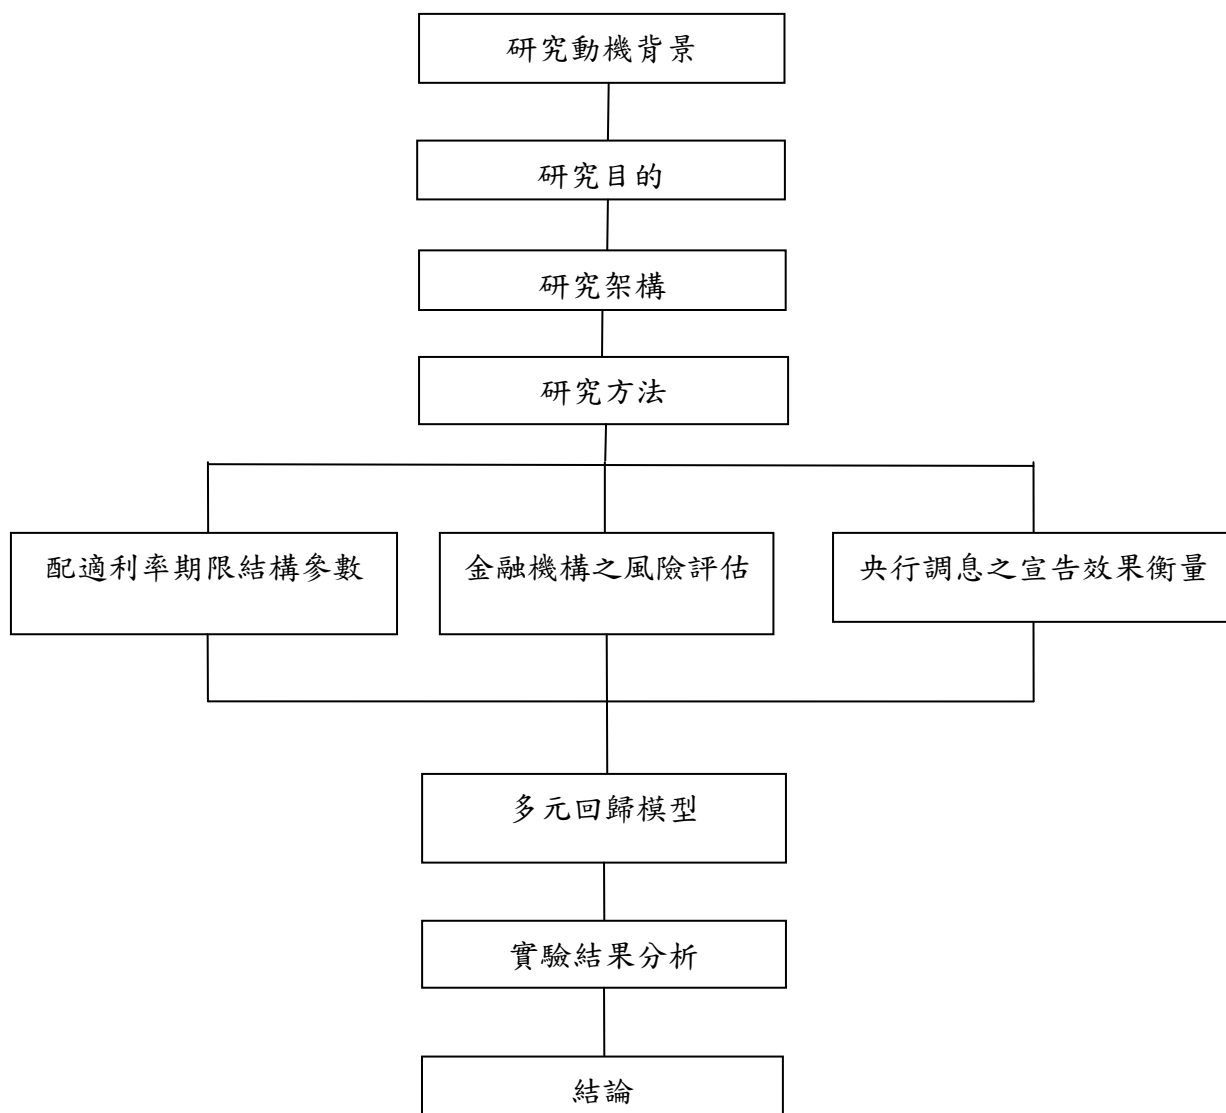 研究動機背景
研究目的
研究架構
研究方法
配適利率期限結構參數
金融機構之風險評估
央行調息之宣告效果衡量
多元回歸模型
實驗結果分析
結論